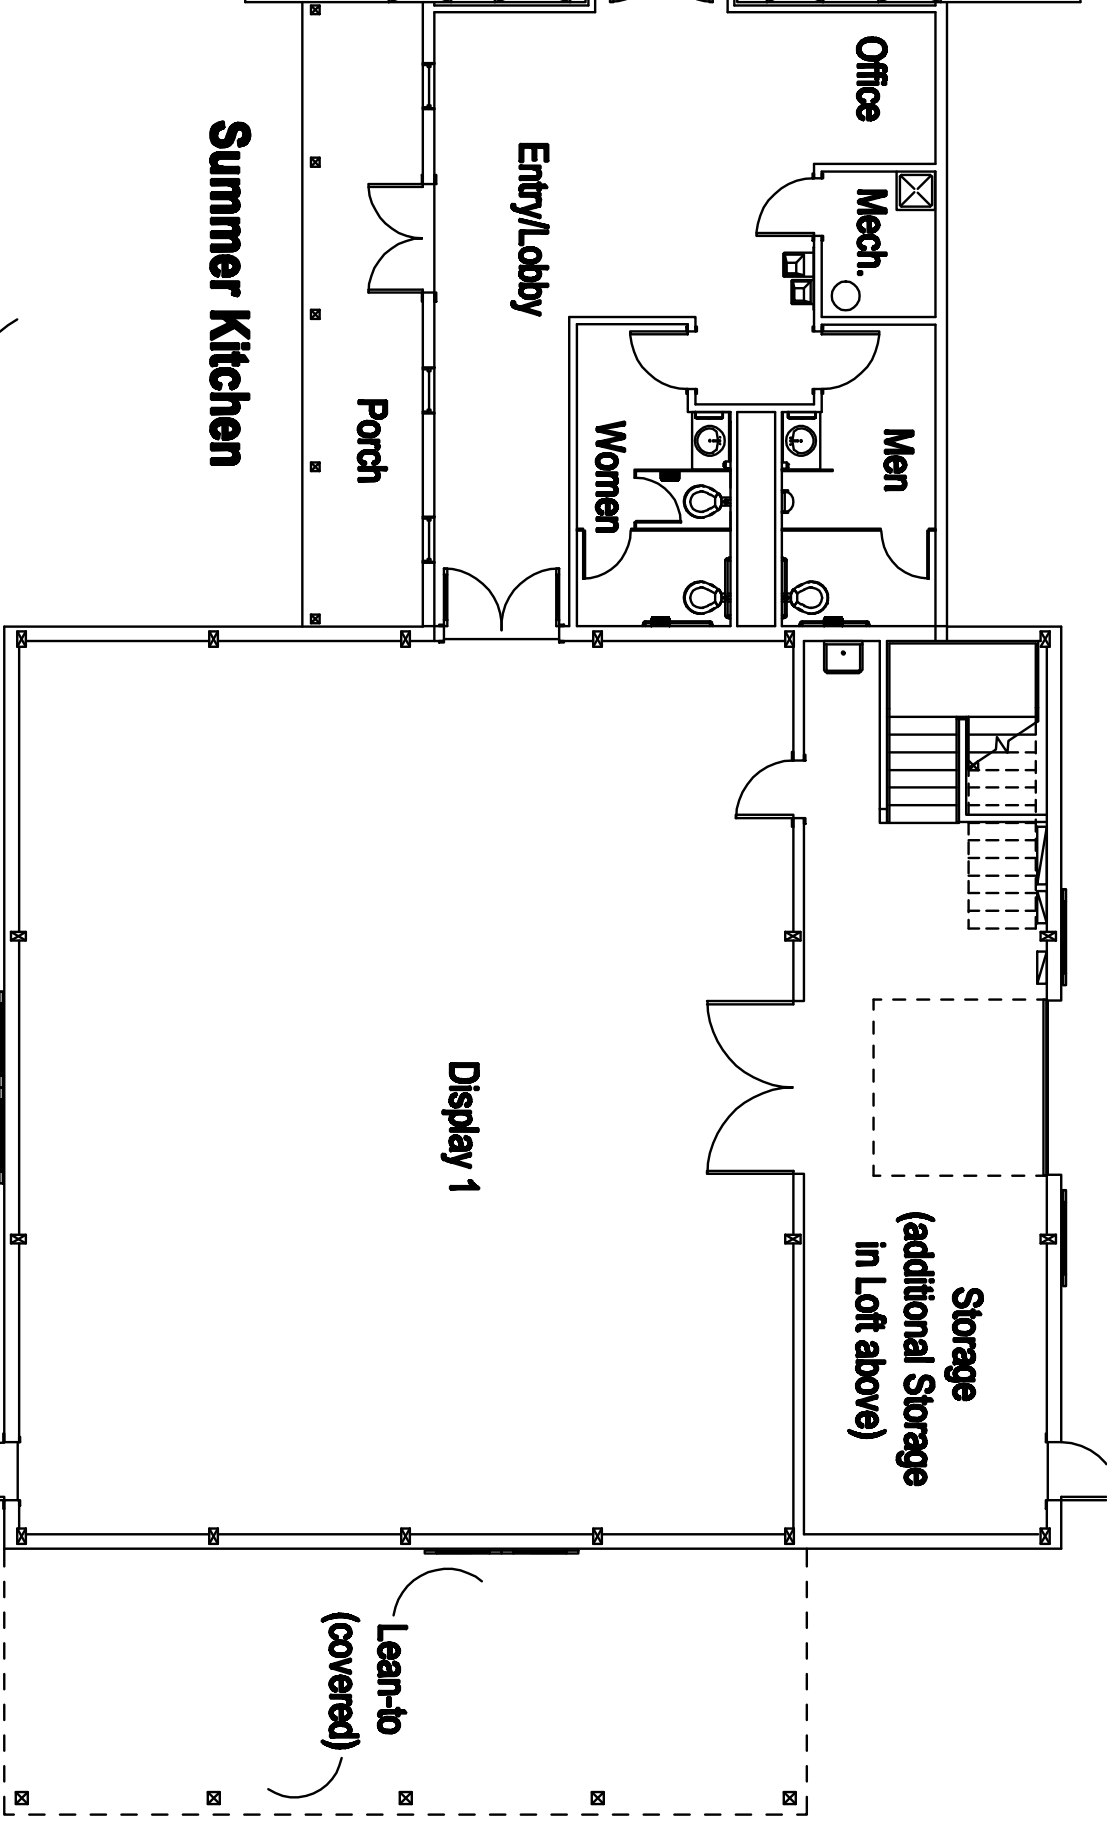 Office
Mech.
Entry/Lobby
Summer Kitchen
Porch
Men
Women
Display 1
Storage
(additional Storage
in Loft above)
Lean-to
(covered)